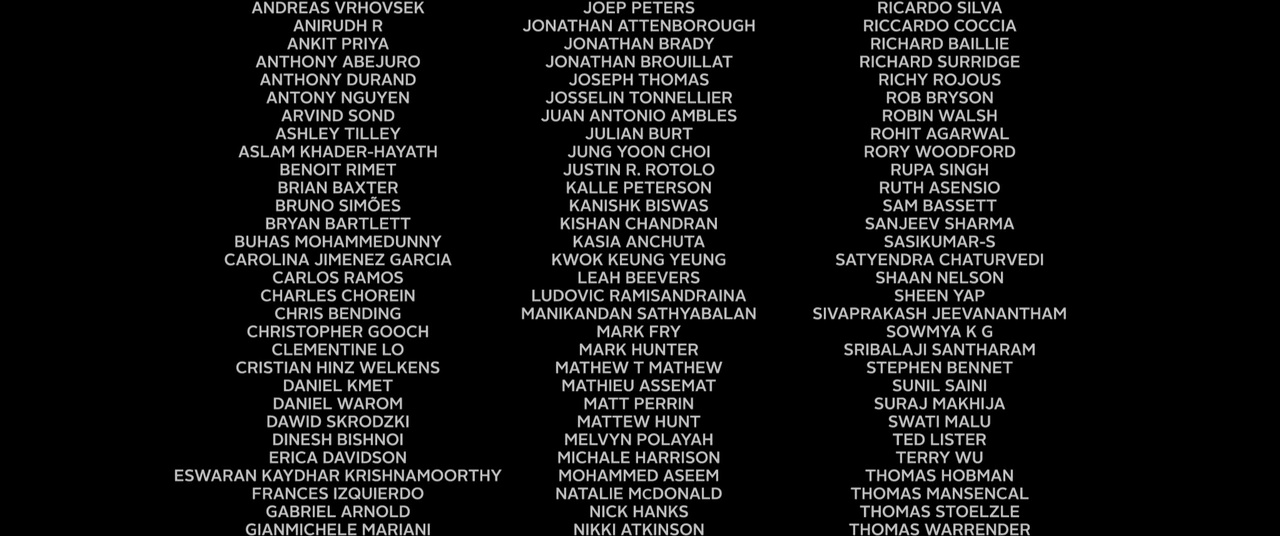 ANDREAS VRHOVSEK
ANIRUDH R
ANKIT PRIYA
ANTHONY ABEJURO
ANTHONY DURAND
ANTONY NGUYEN
ARVIND SOND
ASHLEY TILLEY
ASLAM KHADER-HAYATH
BENOIT RIMET
BRIAN BAXTER
BRUNO SIMÕES
BRYAN BARTLETT
BUHAS MOHAMMEDUNNY
CAROLINA JIMENEZ GARCIA
CARLOS RAMOS
CHARLES CHOREIN
CHRIS BENDING
CHRISTOPHER GOOCH
CLEMENTINE LO
CRISTIAN HINZ WELKENS
DANIEL KMET
DANIEL WAROM
DAWID SKRODZKI
DINESH BISHNOI
ERICA DAVIDSON
ESWARAN KAYDHAR KRISHNAMOORTHY
FRANCES IZQUIERDO
GABRIEL ARNOLD
GIANMICHELE MARIANI
JOEP PETERS
JONATHAN ATTENBOROUGH
JONATHAN BRADY
JONATHAN BROUILLAT
JOSEPH THOMAS
JOSSELIN TONNELLIER
JUAN ANTONIO AMBLES
JULIAN BURT
JUNG YOON CHOI
JUSTIN R. ROTOLO
KALLE PETERSON
KANISHK BISWAS
KISHAN CHANDRAN
KASIA ANCHUTA
KWOK KEUNG YEUNG
LEAH BEEVERS
LUDOVIC RAMISANDRAINA
MANIKANDAN SATHYABALAN
MARK FRY
MARK HUNTER
MATHEW T MATHEW
MATHIEU ASSEMAT
MATT PERRIN
MATTEW HUNT
MELVYN POLAYAH
MICHALE HARRISON
MOHAMMED ASEEM
NATALIE McDONALD
NICK HANKS
NIKKI ATKINSON
RICARDO SILVA
RICCARDO COCCIA
RICHARD BAILLIE
RICHARD SURRIDGE
RICHY ROJOUS
ROB BRYSON
ROBIN WALSH
ROHIT AGARWAL
RORY WOODFORD
RUPA SINGH
RUTH ASENSIO
SAM BASSETT
SANJEEV SHARMA
SASIKUMAR-S
SATYENDRA CHATURVEDI
SHAAN NELSON
SHEEN YAP
SIVAPRAKASH JEEVANANTHAM
SOWMYA K G
SRIBALAJI SANTHARAM
STEPHEN BENNET
SUNIL SAINI
SURAJ MAKHIJA
SWATI MALU
TED LISTER
TERRY WU
THOMAS HOBMAN
THOMAS MANSENCAL
THOMAS STOELZLE
THOMAS WARRENDER